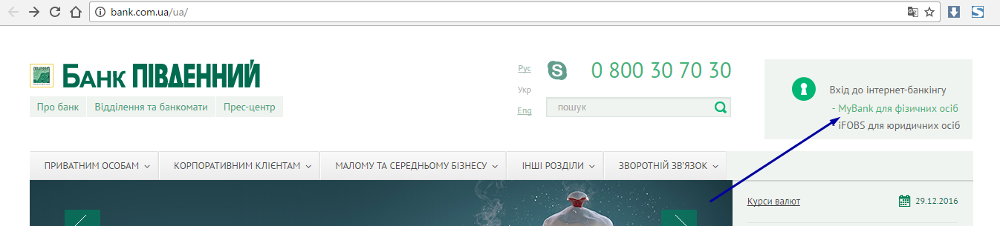 bank.com.ua/ua/
Банк ПІВДЕННИЙ
Про банк Відділення та банкомати Прес-центр
Рус
Укр
Eng
0 800 30 70 30
пошук
Вхід до інтернет-банкінгу
- MyBank для фізичних осіб
- iFOBS для юридичних осіб
ПРИВАТНИМ ОСОБАМ КОРПОРАТИВНИМ КЛІЄНТАМ МАЛОМУ ТА СЕРЕДНЬОМУ БІЗНЕСУ ІНШІ РОЗДІЛИ ЗВОРОТНІЙ ЗВ'ЯЗОК
Курси валют 29.12.2016